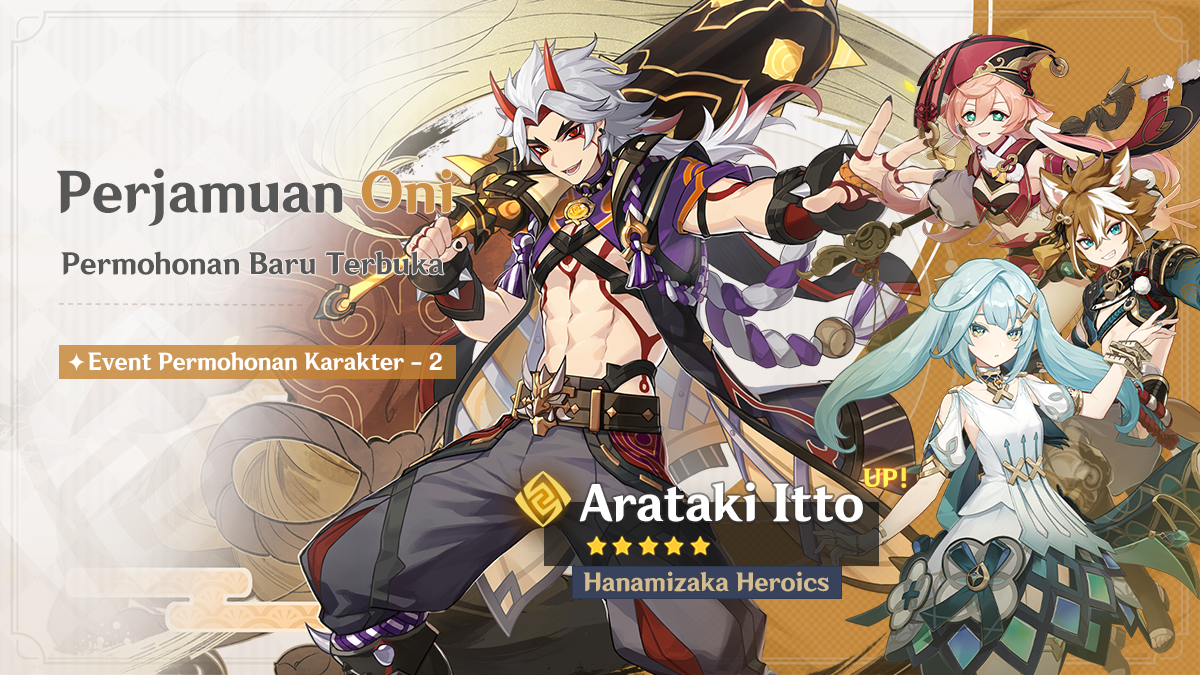 Perjamuan Oni
Permohonan Baru Terbuka
✦Event Permohonan Karakter - 2
UP!
Arataki Itto
★★★★★
Hanamizaka Heroics